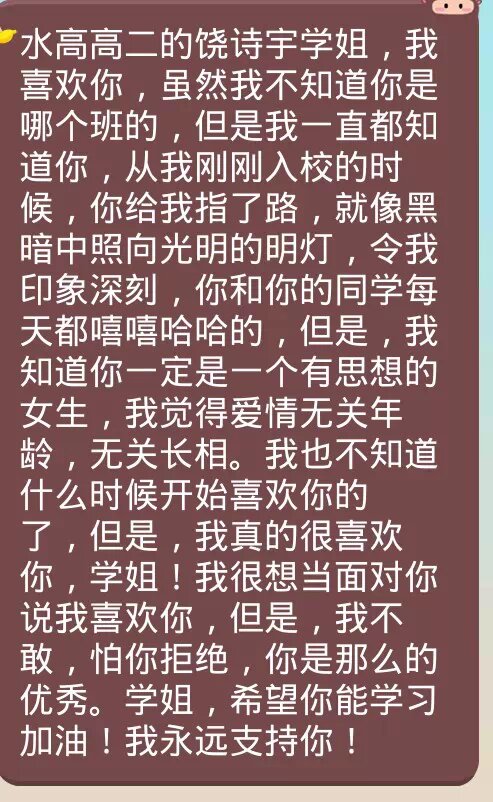 水高高二的饶诗宇学姐，我
喜欢你，虽然我不知道你是
哪个班的，但是我一直都知
道你，从我刚刚入校的时
候，你给我指了路，就像黑
暗中照向光明的明灯，令我
印象深刻，你和你的同学每
天都嘻嘻哈哈的，但是，我
知道你一定是一个有思想的
女生，我觉得爱情无关年
龄，无关长相。我也不知道
什么时候开始喜欢你的
了，但是，我真的很喜欢
你，学姐！我很想当面对你
说我喜欢你，但是，我不
敢，怕你拒绝，你是那么的
优秀。学姐，希望你能学习
加油！我永远支持你！